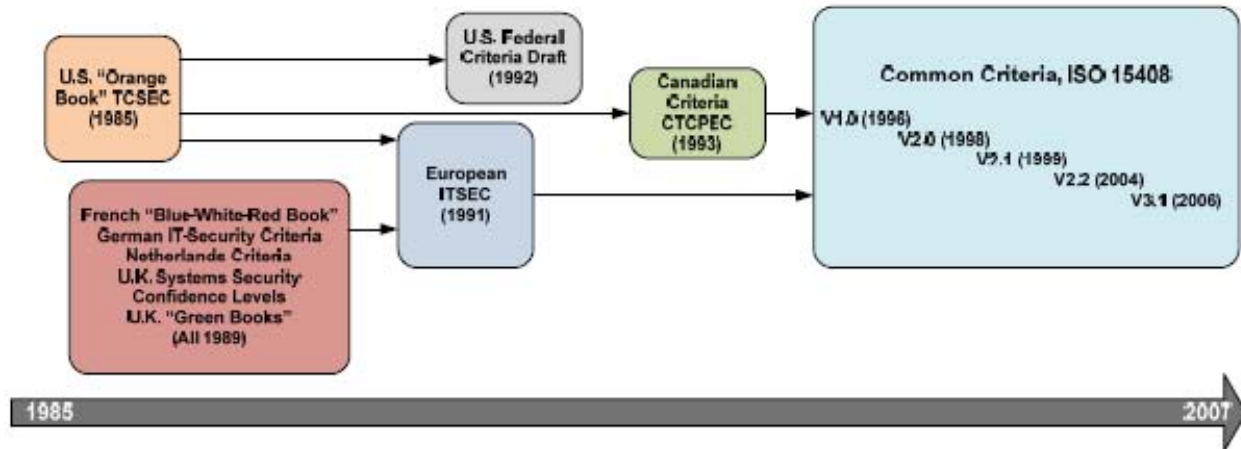 U.S. "Orange
Book" TCSEC
(1985)
U.S. Federal
Criteria Draft
(1992)
Canadian
Criteria
CTCPEC
(1993)
European
ITSEC
(1991)
French "Blue-White-Red Book"
German IT-Security Criteria
Netherlands Criteria
U.K. Systems Security
Confidence Levels
U.K. "Green Books"
(All 1989)
Common Criteria, ISO 15408
V1.0 (1996)
V2.0 (1998)
V2.1 (1999)
V2.2 (2004)
V3.1 (2006)
1985
2007